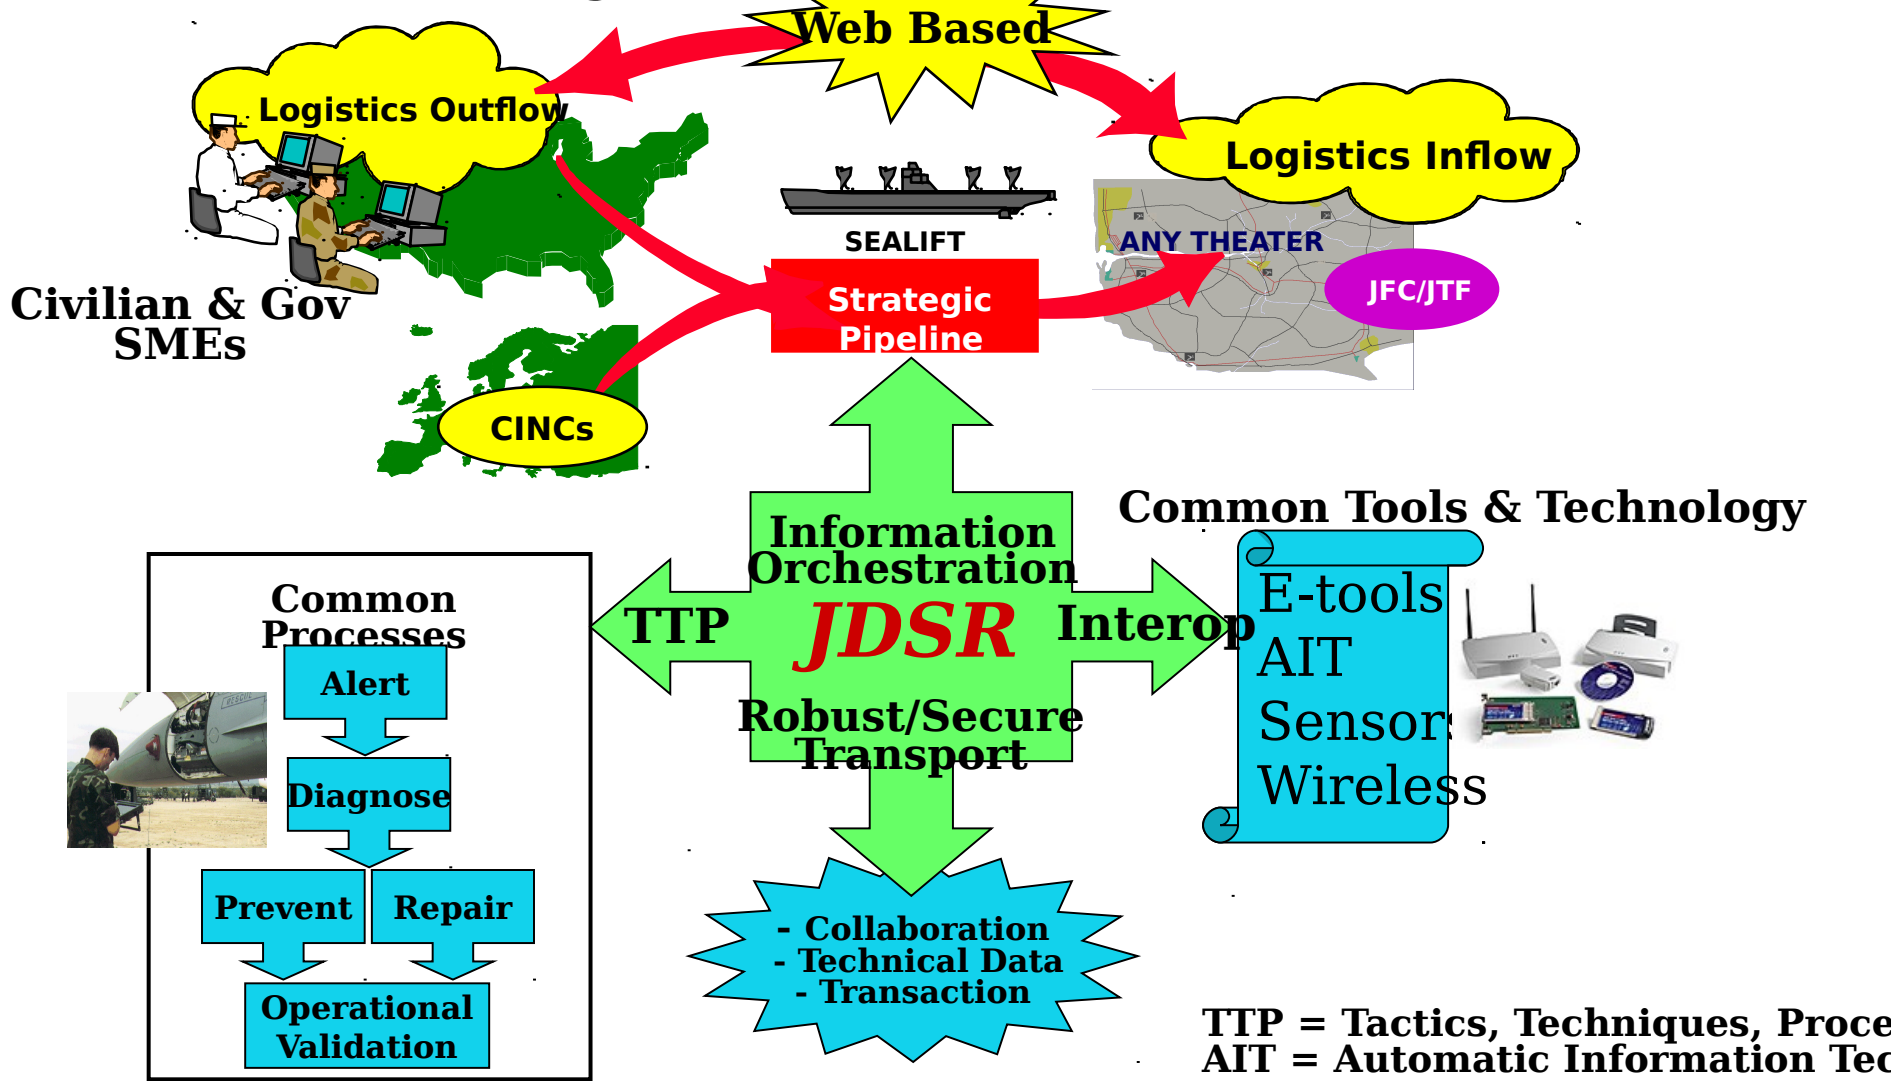 Web Based
Logistics Outflow
Logistics Inflow
SEALIFT
ANY THEATER
Strategic
Pipeline
JFC/JTF
Civilian & Gov
SMEs
CINCs
Common Tools & Technology
Information
Orchestration
JDSR
TTP
Interop
Robust/Secure
Transport
E-tools
AIT
Sensors
Wireless
Common
Processes
Alert
Diagnose
Prevent
Repair
Operational
Validation
- Collaboration
- Technical Data
- Transaction
TTP = Tactics, Techniques,
AIT = Automatic Information